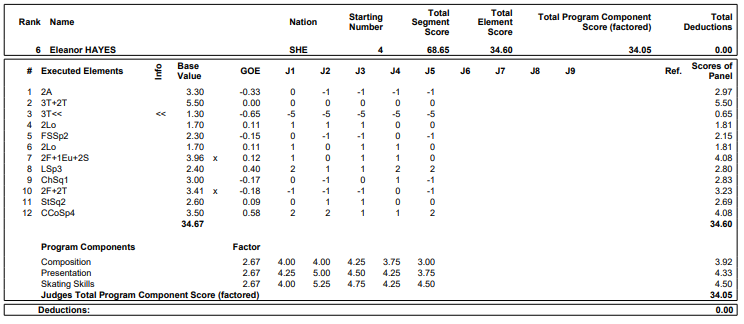 Rank Name Nation Starting Number Total Segment Score Total Element Score Total Program Component Score (factored) Total Deductions
6 Eleanor HAYES SHE 4 68.65 34.60 34.05 0.00
# Executed Elements Info Base Value GOE J1 J2 J3 J4 J5 J6 J7 J8 J9 Ref. Scores of Panel
1 2A 3.30 -0.33 0 -1 -1 -1 -1 2.97
2 3T+2T 5.50 0.00 0 0 0 0 0 5.50
3 3T<< << 1.30 -0.65 -5 -5 -5 -5 -5 0.65
4 2Lo 1.70 0.11 1 1 0 0 1 1.81
5 FSSp2 2.30 -0.15 0 -1 -1 0 -1 2.15
6 2Lo 1.70 0.11 1 0 1 0 1 1.81
7 2F+1Eu+2S 3.96 x 0.12 1 0 1 1 0 4.08
8 LSp3 2.40 0.40 2 1 1 2 2 2.80
9 ChSq1 3.00 -0.17 0 -1 0 1 -1 2.83
10 2F+2T 3.41 x -0.18 -1 -1 -1 0 -1 3.23
11 StSq2 2.60 0.09 0 1 1 0 0 2.69
12 CCoSp4 3.50 0.58 2 2 1 1 2 4.08
34.67 34.60
Program Components Factor
Composition 2.67 4.00 4.00 4.25 3.75 3.00 3.92
Presentation 2.67 4.25 5.00 4.50 4.25 3.75 4.33
Skating Skills 2.67 4.00 5.25 4.75 4.25 4.50 4.50
Judges Total Program Component Score (factored) 34.05
Deductions: 0.00